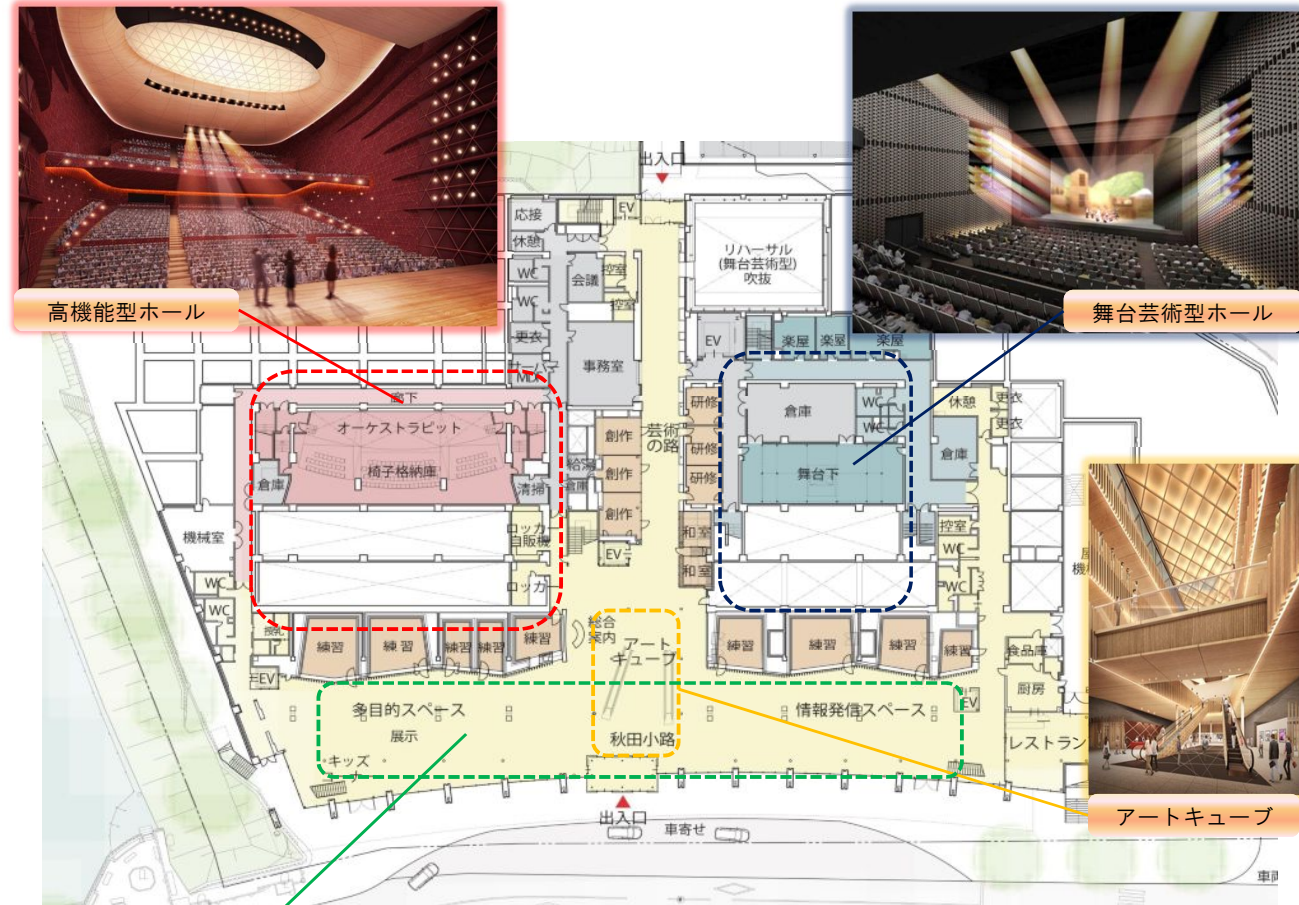 高機能型ホール
舞台芸術型ホール
アートキューブ
出入口
EV
応接
休憩
WC
会議
控室
控室
WC
更衣
サーバ
MDF
事務室
リハーサル
(舞台芸術型)
吹抜
EV
楽屋
楽屋
楽屋
廊下
オーケストラピット
椅子格納庫
倉庫
清掃
給湯
倉庫
創作
創作
創作
芸術
の路
研修
研修
研修
和室
和室
倉庫
WC
WC
舞台下
休憩
更衣
更衣
倉庫
控室
WC
WC
機械室
WC
WC
ロッカー
自販機
ロッカ
EV
EV
練習
練習
練習
練習
練習
総合
案内
アート
キューブ
練習
練習
練習
練習
食品庫
厨房
EV
多目的スペース
展示
秋田小路
情報発信スペース
レストラン
キッズ
出入口
車寄せ